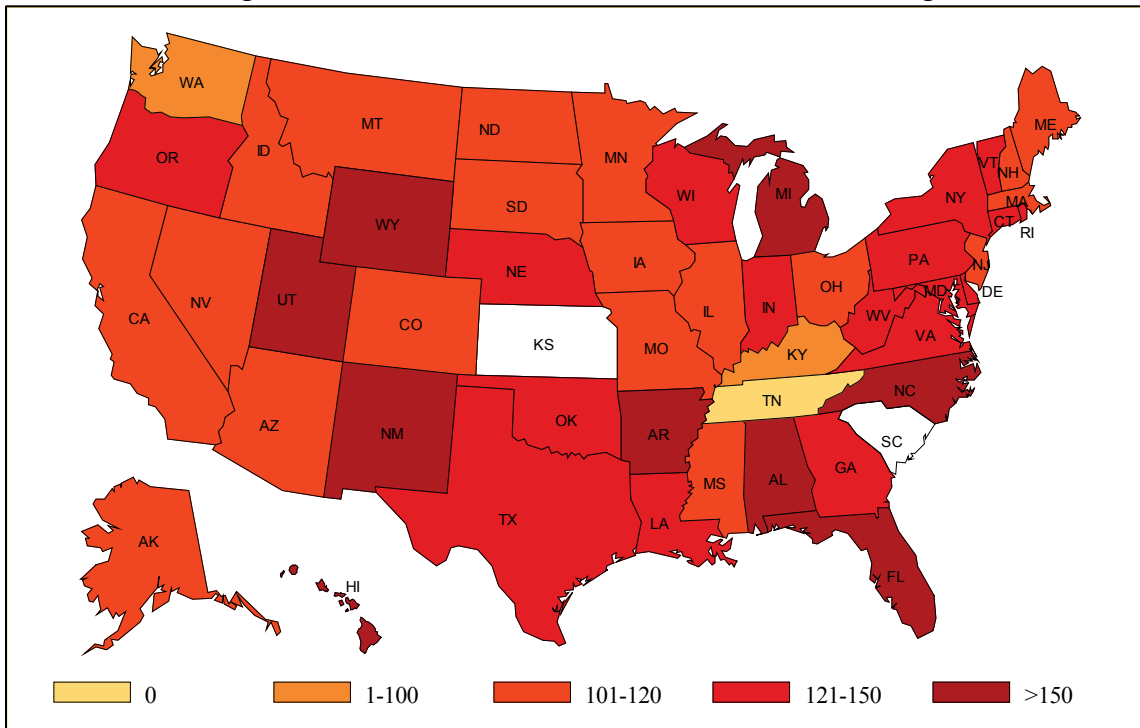 WA
MT
ND
MN
ME
OR
ID
SD
WI
MI
VT
NH
NY
MA
CT
RI
WY
NE
IA
PA
NJ
NV
UT
CO
IL
IN
OH
MD
DE
CA
KS
MO
WV
VA
KY
AZ
NM
OK
AR
TN
NC
SC
MS
AL
GA
TX
LA
AK
HI
FL
0
1-100
101-120
121-150
>150